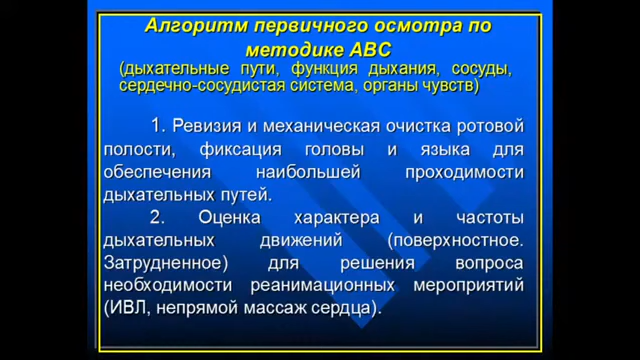 Алгоритм первичного осмотра по
методике АВС
(дыхательные пути, функция дыхания, сосуды,
сердечно-сосудистая система, органы чувств)
1. Ревизия и механическая очистка ротовой
полости, фиксация головы и языка для
обеспечения наибольшей проходимости
дыхательных путей.
2. Оценка характера и частоты
дыхательных движений (поверхностное.
Затрудненное) для решения вопроса
необходимости реанимационных мероприятий
(ИВЛ, непрямой массаж сердца).